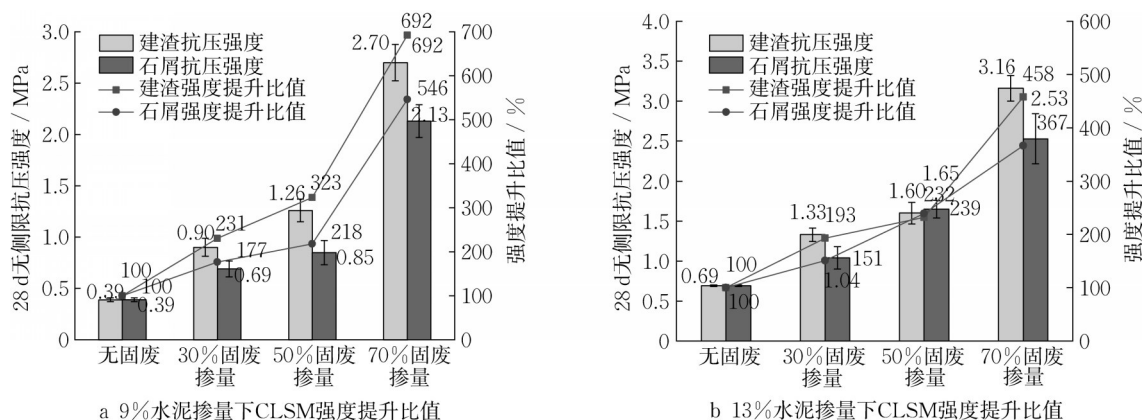 3.0
2.5
2.0
1.5
1.0
0.5
0
28 d无侧限抗压强度 / MPa
建渣抗压强度
石屑抗压强度
建渣强度提升比值
石屑强度提升比值
692
2.70
692
546
2.13
1.26
323
0.90
231
218
177
0.85
0.69
100
0.39
100
0.39
700
600
500
400
300
200
100
0
强度提升比值 / %
无固废
30%固废
掺量
50%固废
掺量
70%固废
掺量
a 9%水泥掺量下CLSM强度提升比值
4.0
3.5
3.0
2.5
2.0
1.5
1.0
0.5
0
28 d无侧限抗压强度 / MPa
建渣抗压强度
石屑抗压强度
建渣强度提升比值
石屑强度提升比值
3.16
458
2.53
367
1.65
1.60
232
239
1.33
193
151
1.04
0.69
100
100
600
500
400
300
200
100
0
强度提升比值 / %
无固废
30%固废
掺量
50%固废
掺量
70%固废
掺量
b 13%水泥掺量下CLSM强度提升比值